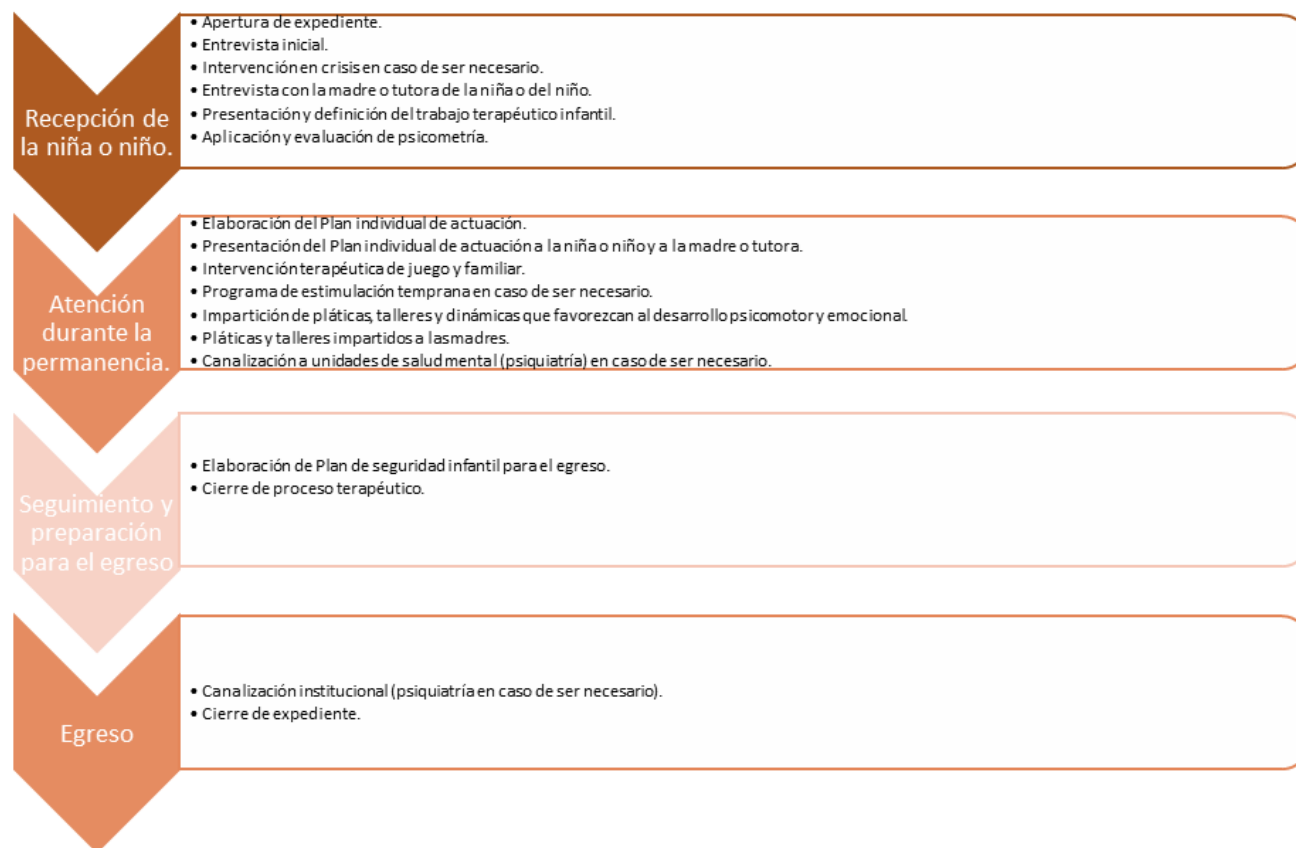 Recepción de
la niña o niño.
• Apertura de expediente.
• Entrevista inicial.
• Intervención en crisis en caso de ser necesario.
• Entrevista con la madre o tutora de la niña o del niño.
• Presentación y definición del trabajo terapéutico infantil.
• Aplicación y evaluación de psicometría.
Atención
durante la
permanencia.
• Elaboración del Plan individual de actuación.
• Presentación del Plan individual de actuación a la niña o niño y a la madre o tutora.
• Intervención terapéutica de juego y familiar.
• Programa de estimulación temprana en caso de ser necesario.
• Impartición de pláticas, talleres y dinámicas que favorezcan al desarrollo psicomotor y emocional.
• Pláticas y talleres impartidos a las madres.
• Canalización a unidades de salud mental (psiquiatría) en caso de ser necesario.
Seguimiento y
preparación
para el egreso
• Elaboración de Plan de seguridad infantil para el egreso.
• Cierre de proceso terapéutico.
Egreso
• Canalización institucional (psiquiatría en caso de ser necesario).
• Cierre de expediente.